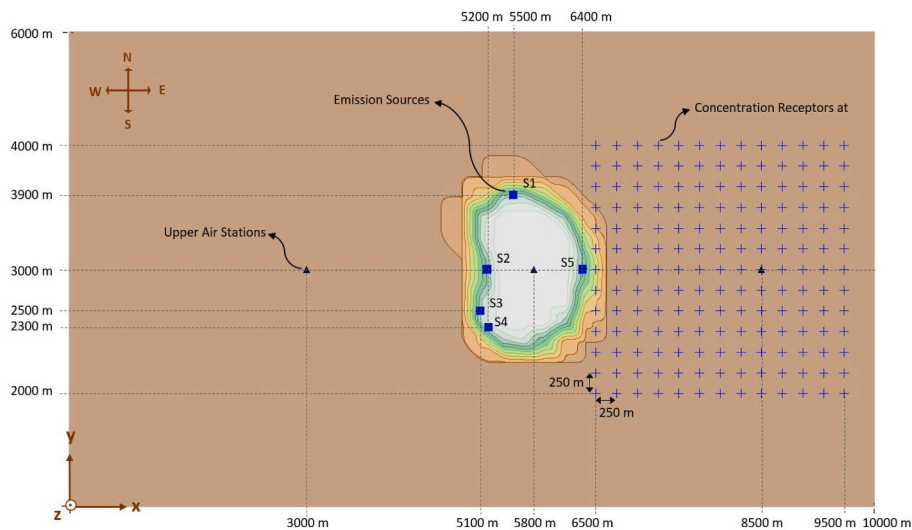 5200 m 5500 m 6400 m
6000 m
N
W E
S
Emission Sources
Concentration Receptors at
4000 m
3900 m
S1
Upper Air Stations
S2
S5
3000 m
2500 m
S3
2300 m
S4
250 m
250 m
2000 m
y
z
x
3000 m 5100 m 5800 m 6500 m 8500 m 9500 m 10000 m